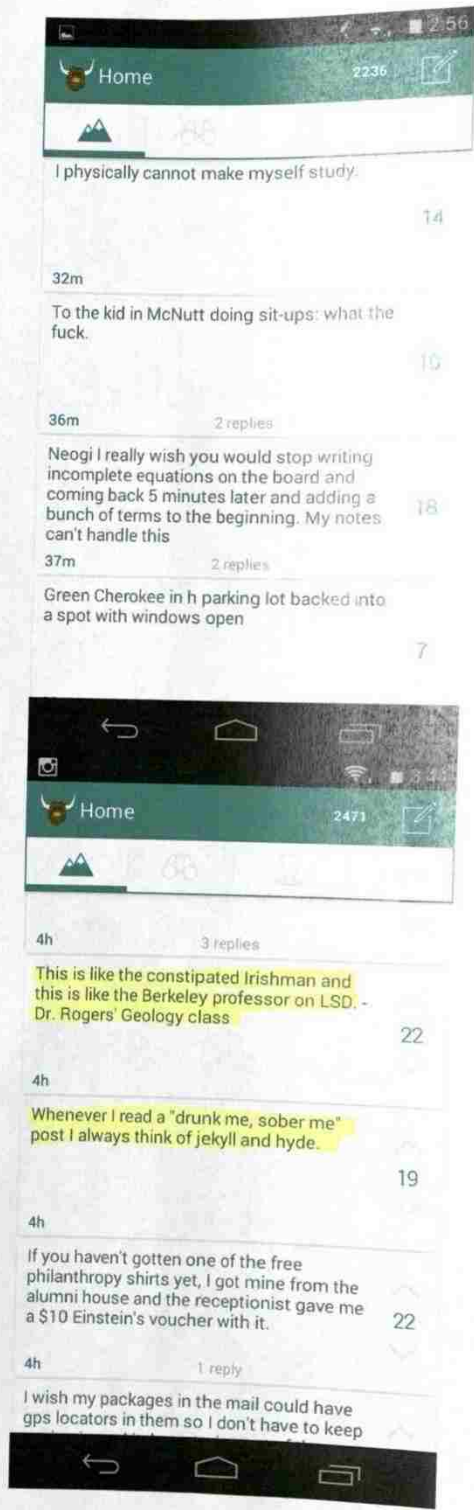 2:56
Home
2236
I physically cannot make myself study.
14
32m
To the kid in McNutt doing sit-ups: what the
fuck.
10
36m
2 replies
Neogi I really wish you would stop writing
incomplete equations on the board and
coming back 5 minutes later and adding a
bunch of terms to the beginning. My notes
can't handle this
18
37m
2 replies
Green Cherokee in h parking lot backed into
a spot with windows open
7
Home
2471
4h
3 replies
This is like the constipated Irishman and
this is like the Berkeley professor on LSD. -
Dr. Rogers' Geology class
22
4h
Whenever I read a "drunk me, sober me"
post I always think of jekyll and hyde.
19
4h
If you haven't gotten one of the free
philanthropy shirts yet, I got mine from the
alumni house and the receptionist gave me
a $10 Einstein's voucher with it.
22
4h
1 reply
I wish my packages in the mail could have
gps locators in them so I don't have to keep